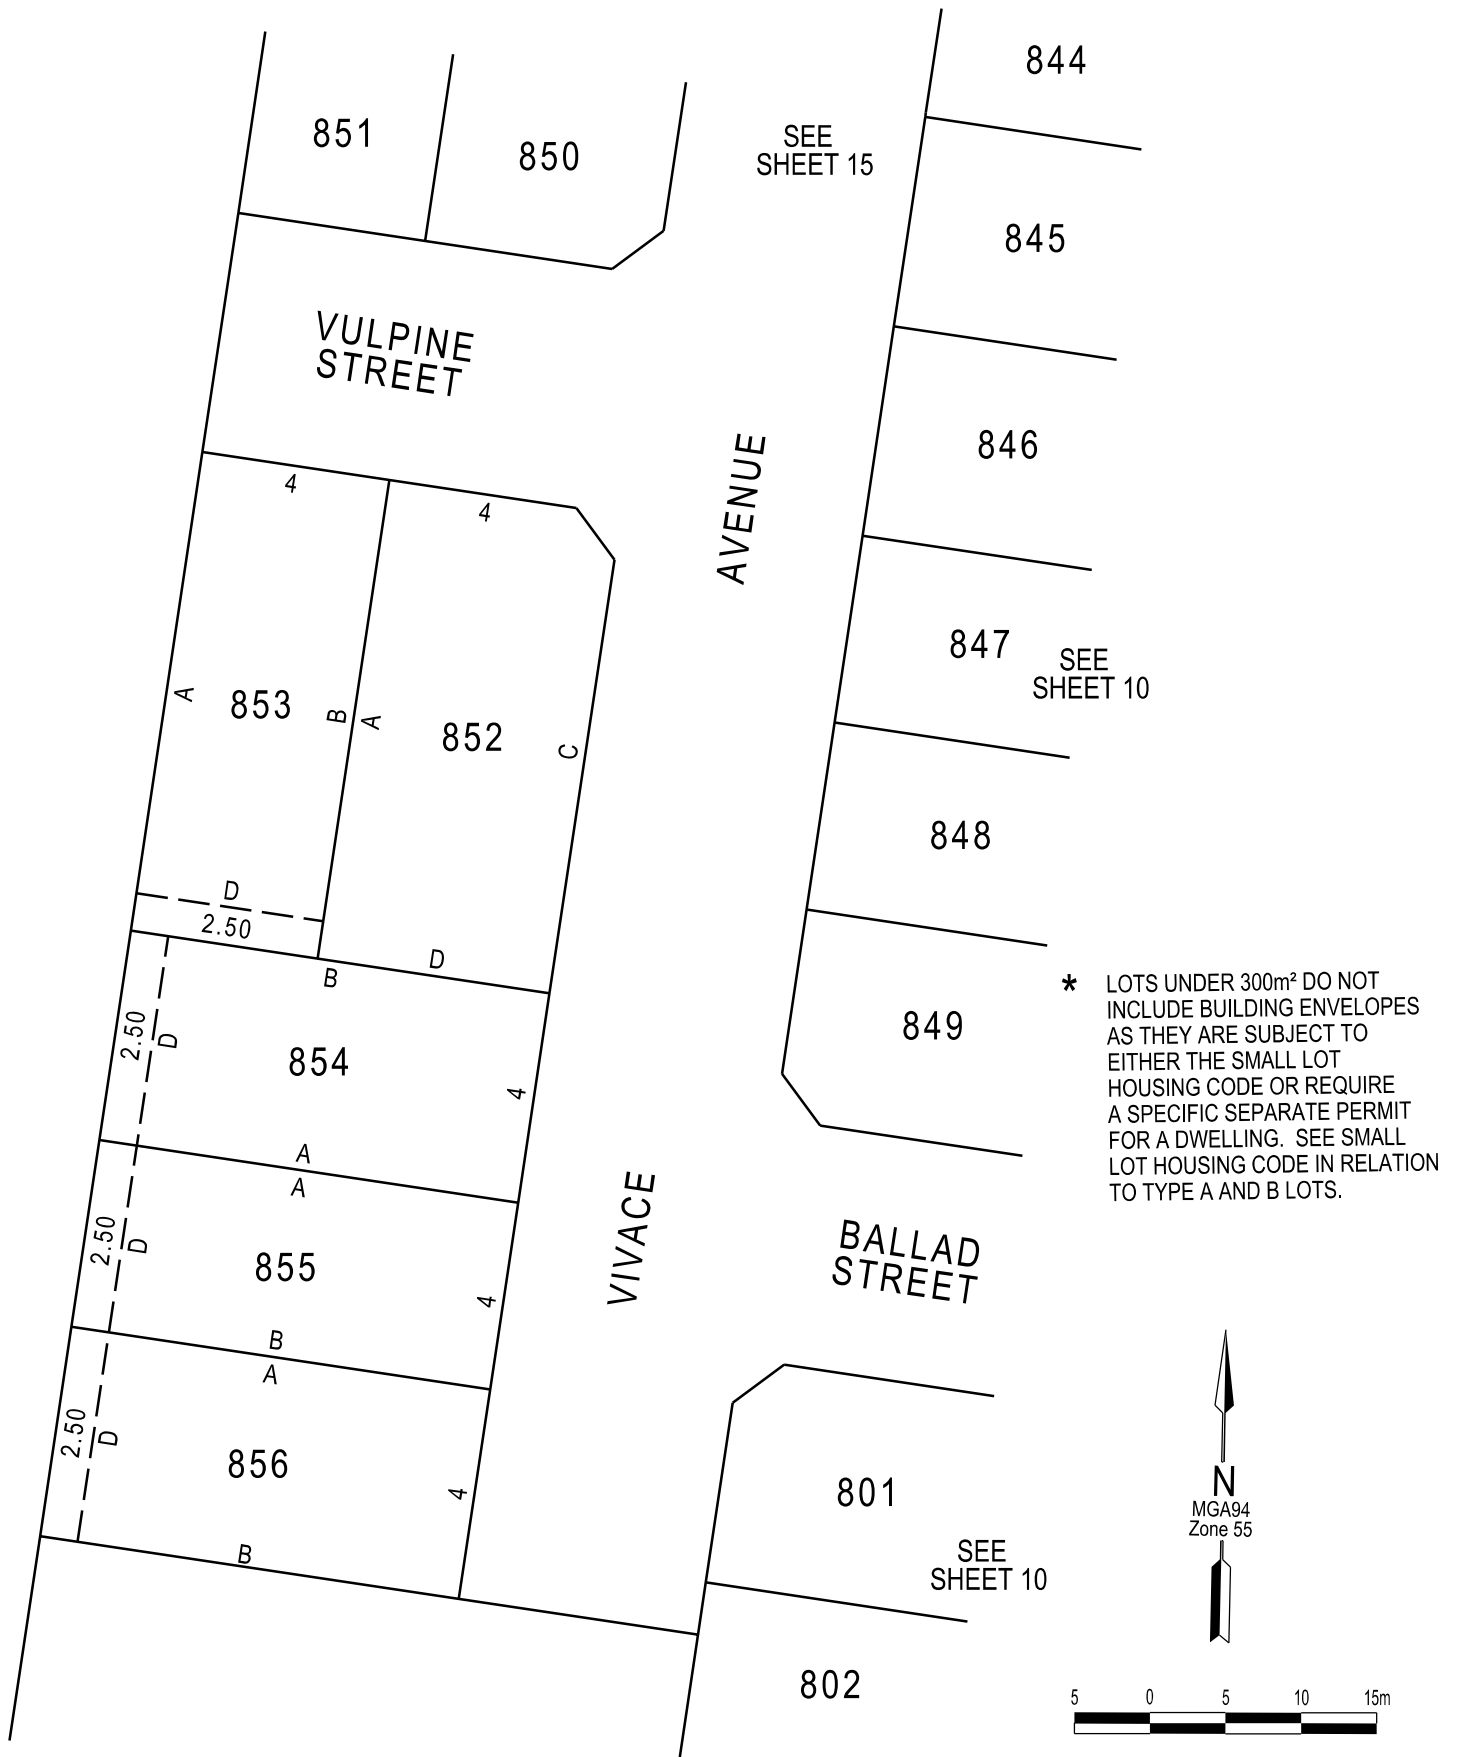 844
851
850
SEE
SHEET 15
845
VULPINE
STREET
846
4
4
AVENUE
847
SEE
SHEET 10
A
853
B
A
852
C
848
D
2.50
D
B
849
* LOTS UNDER 300m² DO NOT
INCLUDE BUILDING ENVELOPES
AS THEY ARE SUBJECT TO
EITHER THE SMALL LOT
HOUSING CODE OR REQUIRE
A SPECIFIC SEPARATE PERMIT
FOR A DWELLING. SEE SMALL
LOT HOUSING CODE IN RELATION
TO TYPE A AND B LOTS.
2.50
D
854
4
A
A
VIVACE
2.50
D
855
4
BALLAD
STREET
B
A
2.50
D
856
4
801
N
MGA94
Zone 55
B
SEE
SHEET 10
802
5 0 5 10 15m